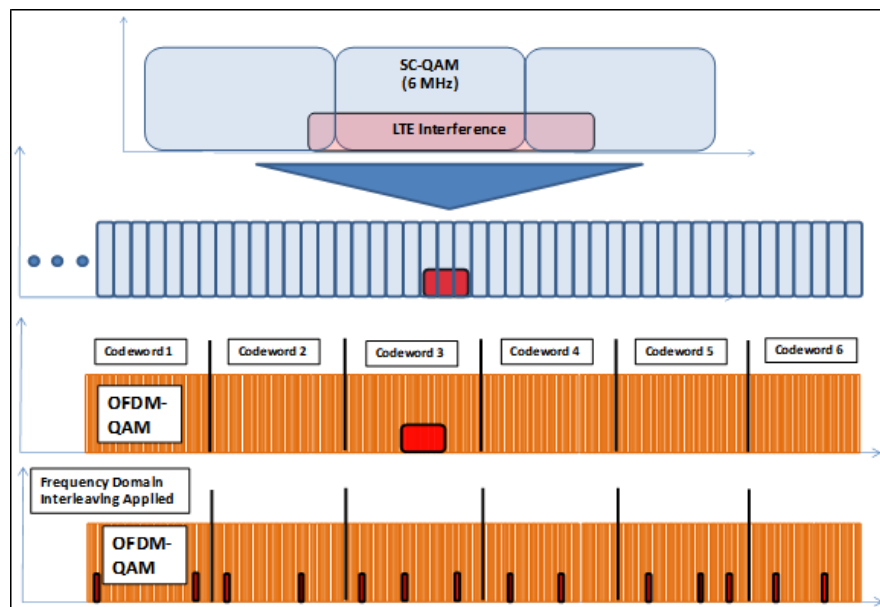 SC-QAM
(6 MHz)
LTE Interference
Codeword 1
Codeword 2
Codeword 3
Codeword 4
Codeword 5
Codeword 6
OFDM-
QAM
Frequency Domain
Interleaving Applied
OFDM-
QAM